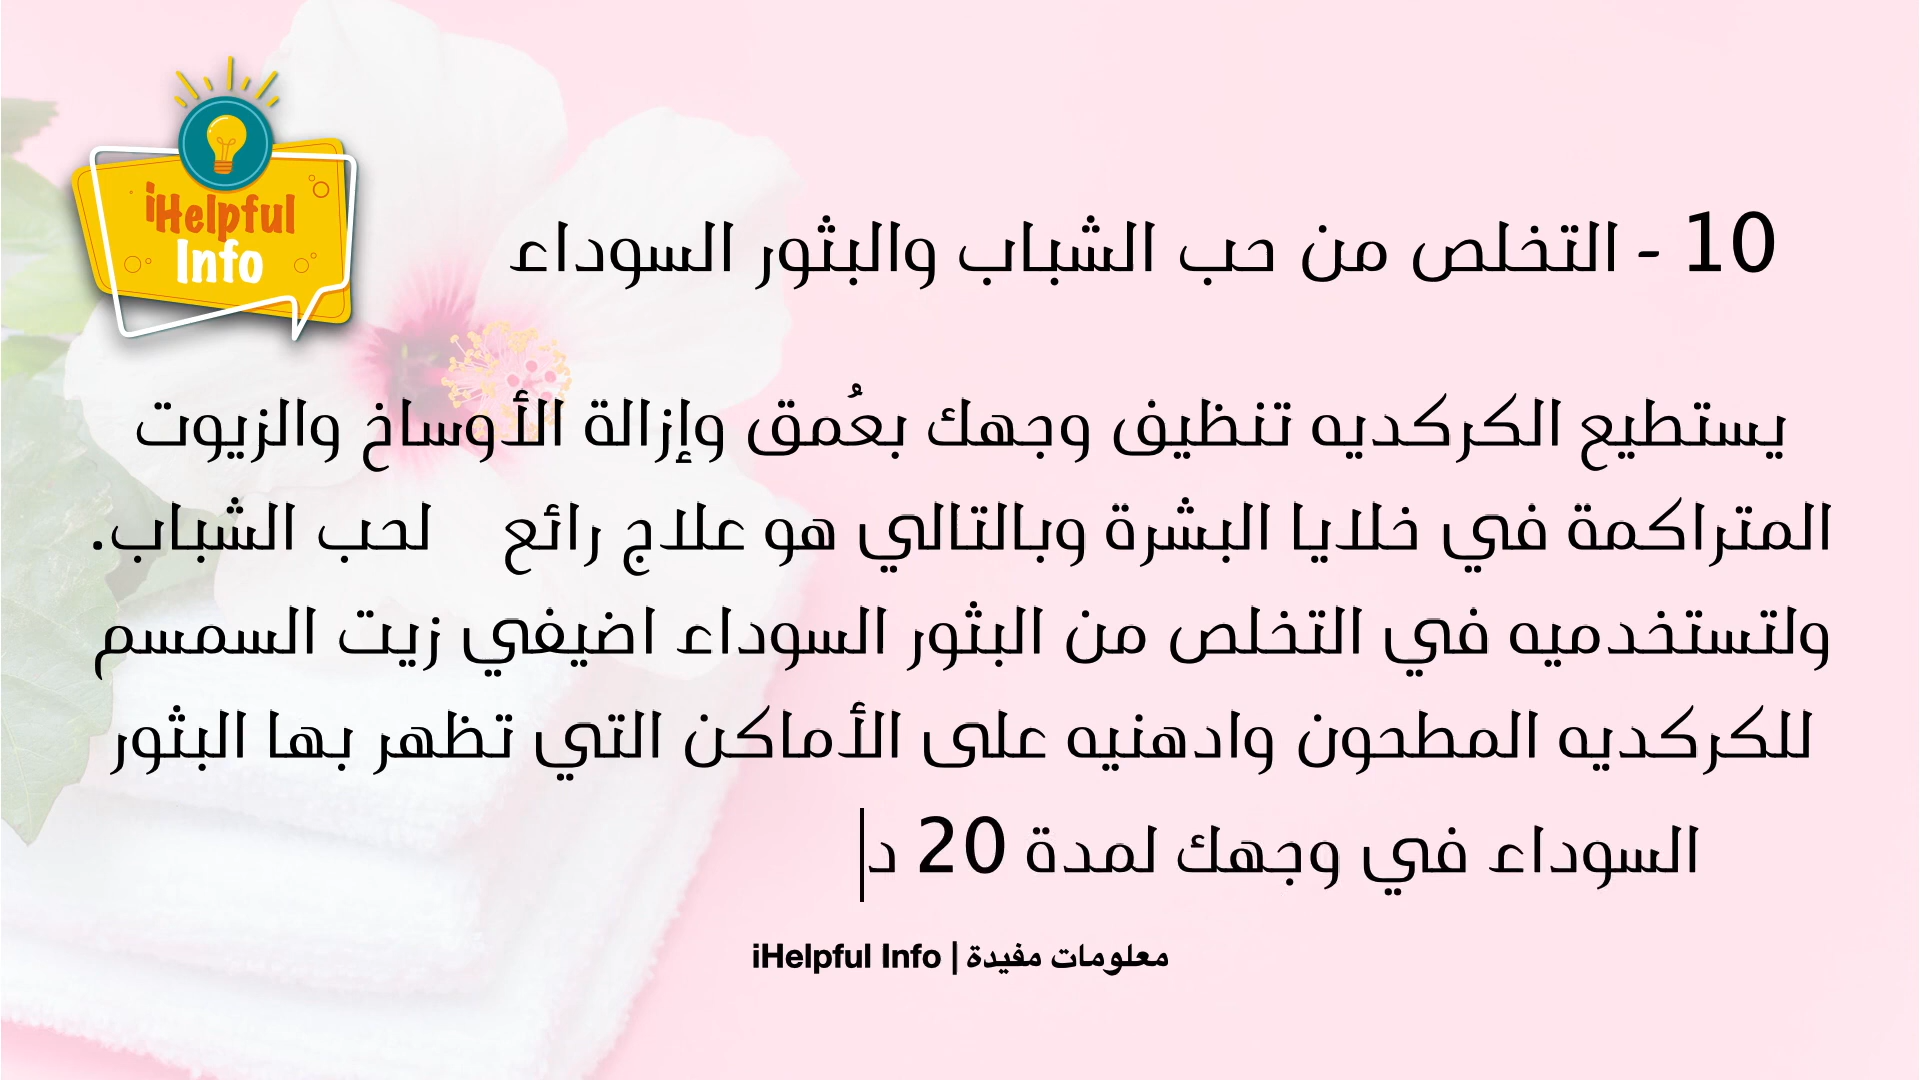 iHelpful
Info
10 - التخلص من حب الشباب والبثور السوداء
يستطيع الكركديه تنظيف وجهك بعُمق وإزالة الأوساخ والزيوت
المتراكمة في خلايا البشرة وبالتالي هو علاج رائع لحب الشباب.
ولتستخدميه في التخلص من البثور السوداء اضيفي زيت السمسم
للكركديه المطحون وادهنيه على الأماكن التي تظهر بها البثور
السوداء في وجهك لمدة 20 د
معلومات مفيدة | iHelpful Info